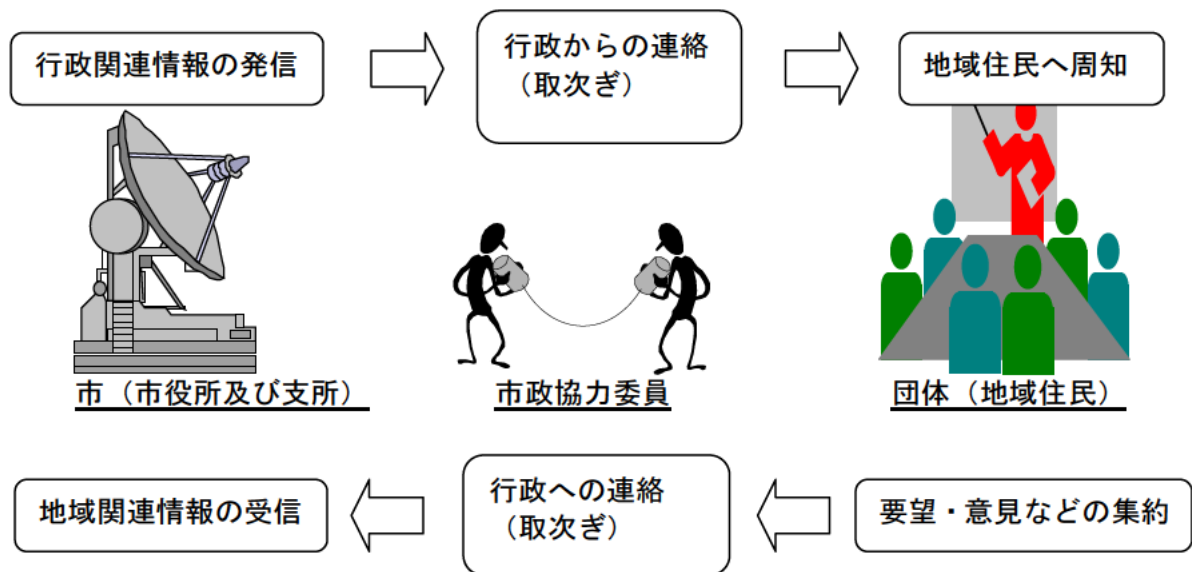 行政関連情報の発信
行政からの連絡
（取次ぎ）
地域住民へ周知
市（市役所及び支所）
市政協力委員
団体（地域住民）
地域関連情報の受信
行政への連絡
（取次ぎ）
要望・意見などの集約